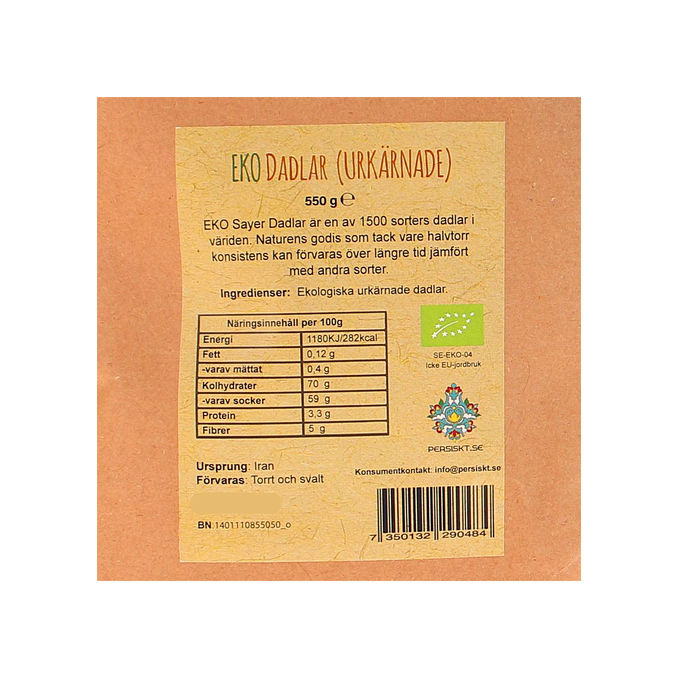 EKO DADLAR (URKÄRNADE)
550 g ℮
EKO Sayer Dadlar är en av 1500 sorters dadlar i
väriden. Naturens godis som tack vare halvtorr
konsistens kan förvaras över längre tid jämfört
med andra sorter.
Ingredienser: Ekologiska urkärnade dadlar.
Näringsinnehåll per 100g
Energi 1180KJ/282kcal
Fett 0,12 g
-varav mättat 0,4 g
Kolhydrater 70 g
-varav socker 59 g
Protein 3,3 g
Fibrer 5 g
SE-EKO-04
Icke EU-jordbruk
PERSISKT.SE
Ursprung: Iran
Förvaras: Torrt och svalt
Konsumentkontakt: info@persiskt.se
BN:1401110855050_o
7 350132 290484